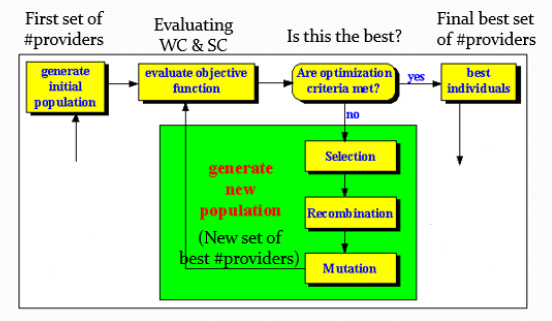 First set of
#providers
Evaluating
WC & SC
Is this the best?
Final best set
of #providers
generate
initial
population
evaluate objective
function
Are optimization
criteria met?
yes
best
individuals
no
generate
new
population
(New set of
best #providers)
Selection
Recombination
Mutation